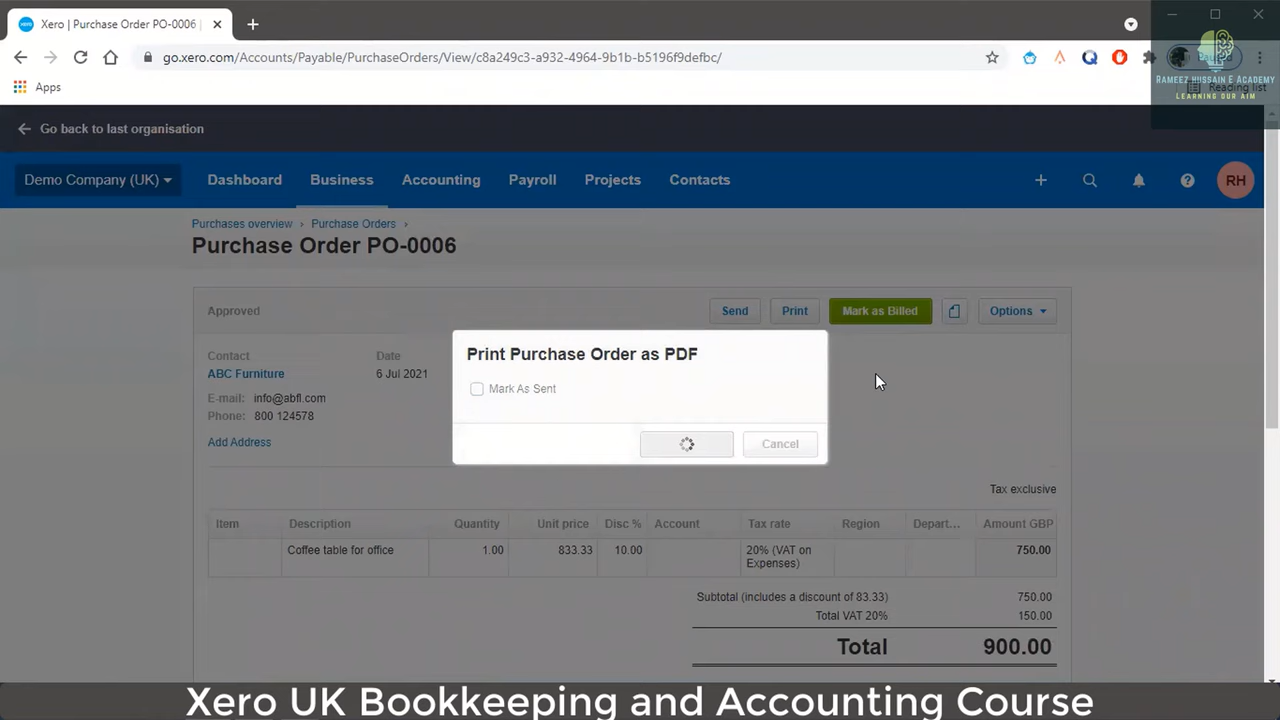 Xero | Purchase Order PO-0006
go.xero.com/Accounts/Payable/PurchaseOrders/View/c8a249c3-a932-4964-9b1b-b5196f9defbc/
Apps
Reading list
RAMEEZ HUSSAIN E ACADEMY
LEARNING OUR AIM
Go back to last organisation
Demo Company (UK) Dashboard Business Accounting Payroll Projects Contacts RH
Purchases overview › Purchase Orders ›
Purchase Order PO-0006
Approved Send Print Mark as Billed Options
Contact Date
ABC Furniture 6 Jul 2021
E-mail: info@abfl.com
Phone: 800 124578
Add Address
Print Purchase Order as PDF
Mark As Sent
Cancel
Tax exclusive
Item Description Quantity Unit price Disc % Account Tax rate Region Depart... Amount GBP
Coffee table for office 1.00 833.33 10.00 20% (VAT on Expenses) 750.00
Subtotal (includes a discount of 83.33) 750.00
Total VAT 20% 150.00
Total 900.00
Xero UK Bookkeeping and Accounting Course